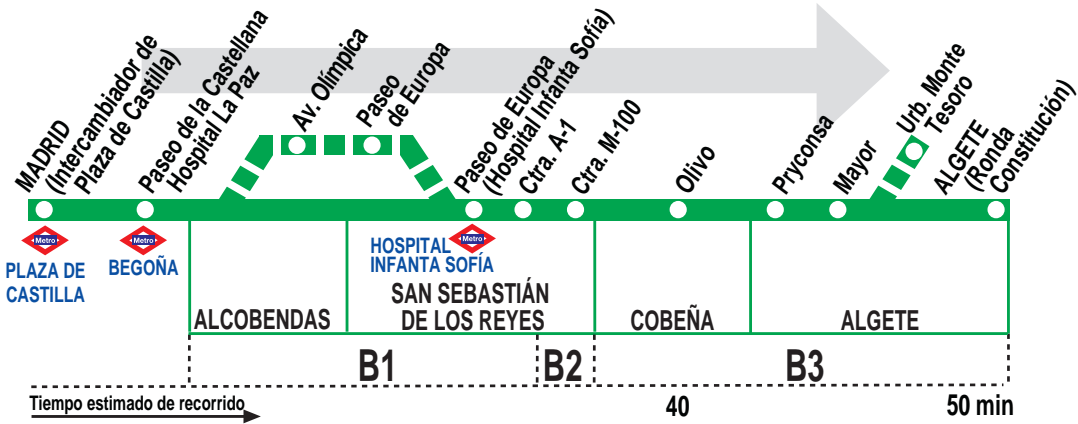 MADRID
(Intercambiador de
Plaza de Castilla)
Paseo de la Castellana
Hospital La Paz
Av. Olímpica
Paseo
de Europa
Paseo de Europa
(Hospital Infanta Sofía)
Ctra. A-1
Ctra. M-100
Olivo
Pryconsa
Mayor
Urb. Monte
Tesoro
ALGETE
(Ronda
Constitución)
Metro
PLAZA DE
CASTILLA
Metro
BEGOÑA
Metro
HOSPITAL
INFANTA SOFÍA
ALCOBENDAS
SAN SEBASTIÁN
DE LOS REYES
COBEÑA
ALGETE
B1
B2
B3
Tiempo estimado de recorrido
40
50 min